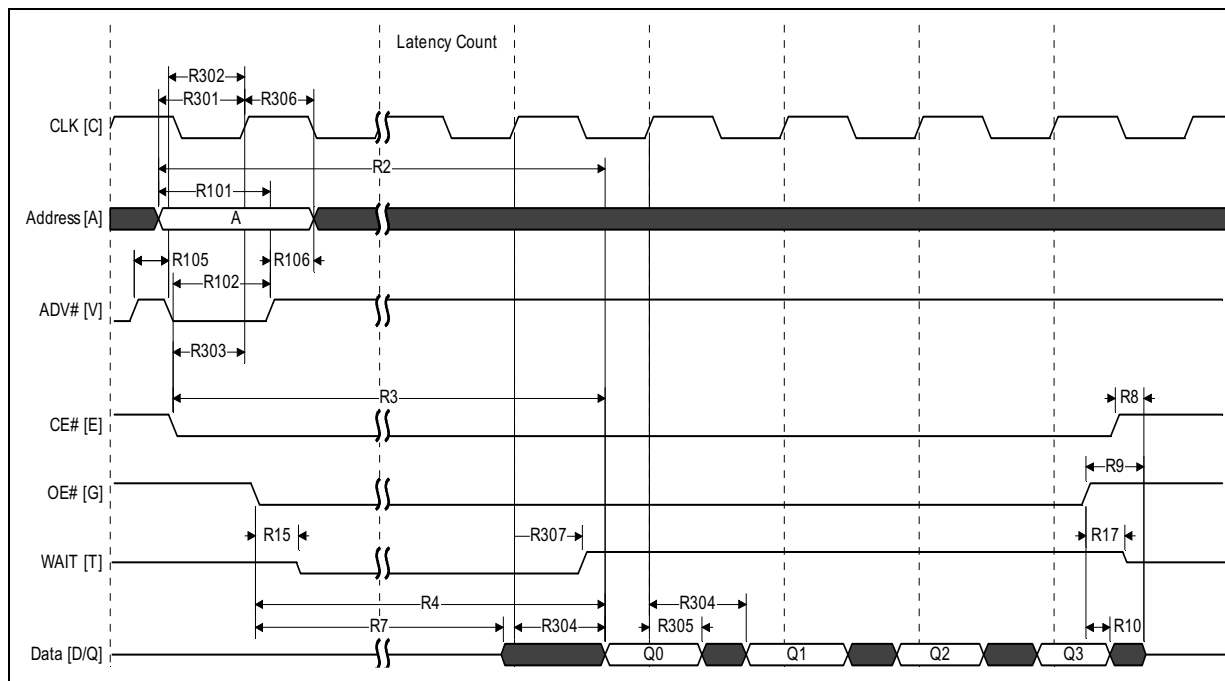 Latency Count
R302
R301 R306
CLK [C]
R2
R101
Address [A] A
R105 R106
R102
ADV# [V]
R303
R3 R8
CE# [E]
R9
OE# [G]
R15 R307 R17
WAIT [T]
R4 R304
R7 R304 R305 R10
Data [D/Q] Q0 Q1 Q2 Q3